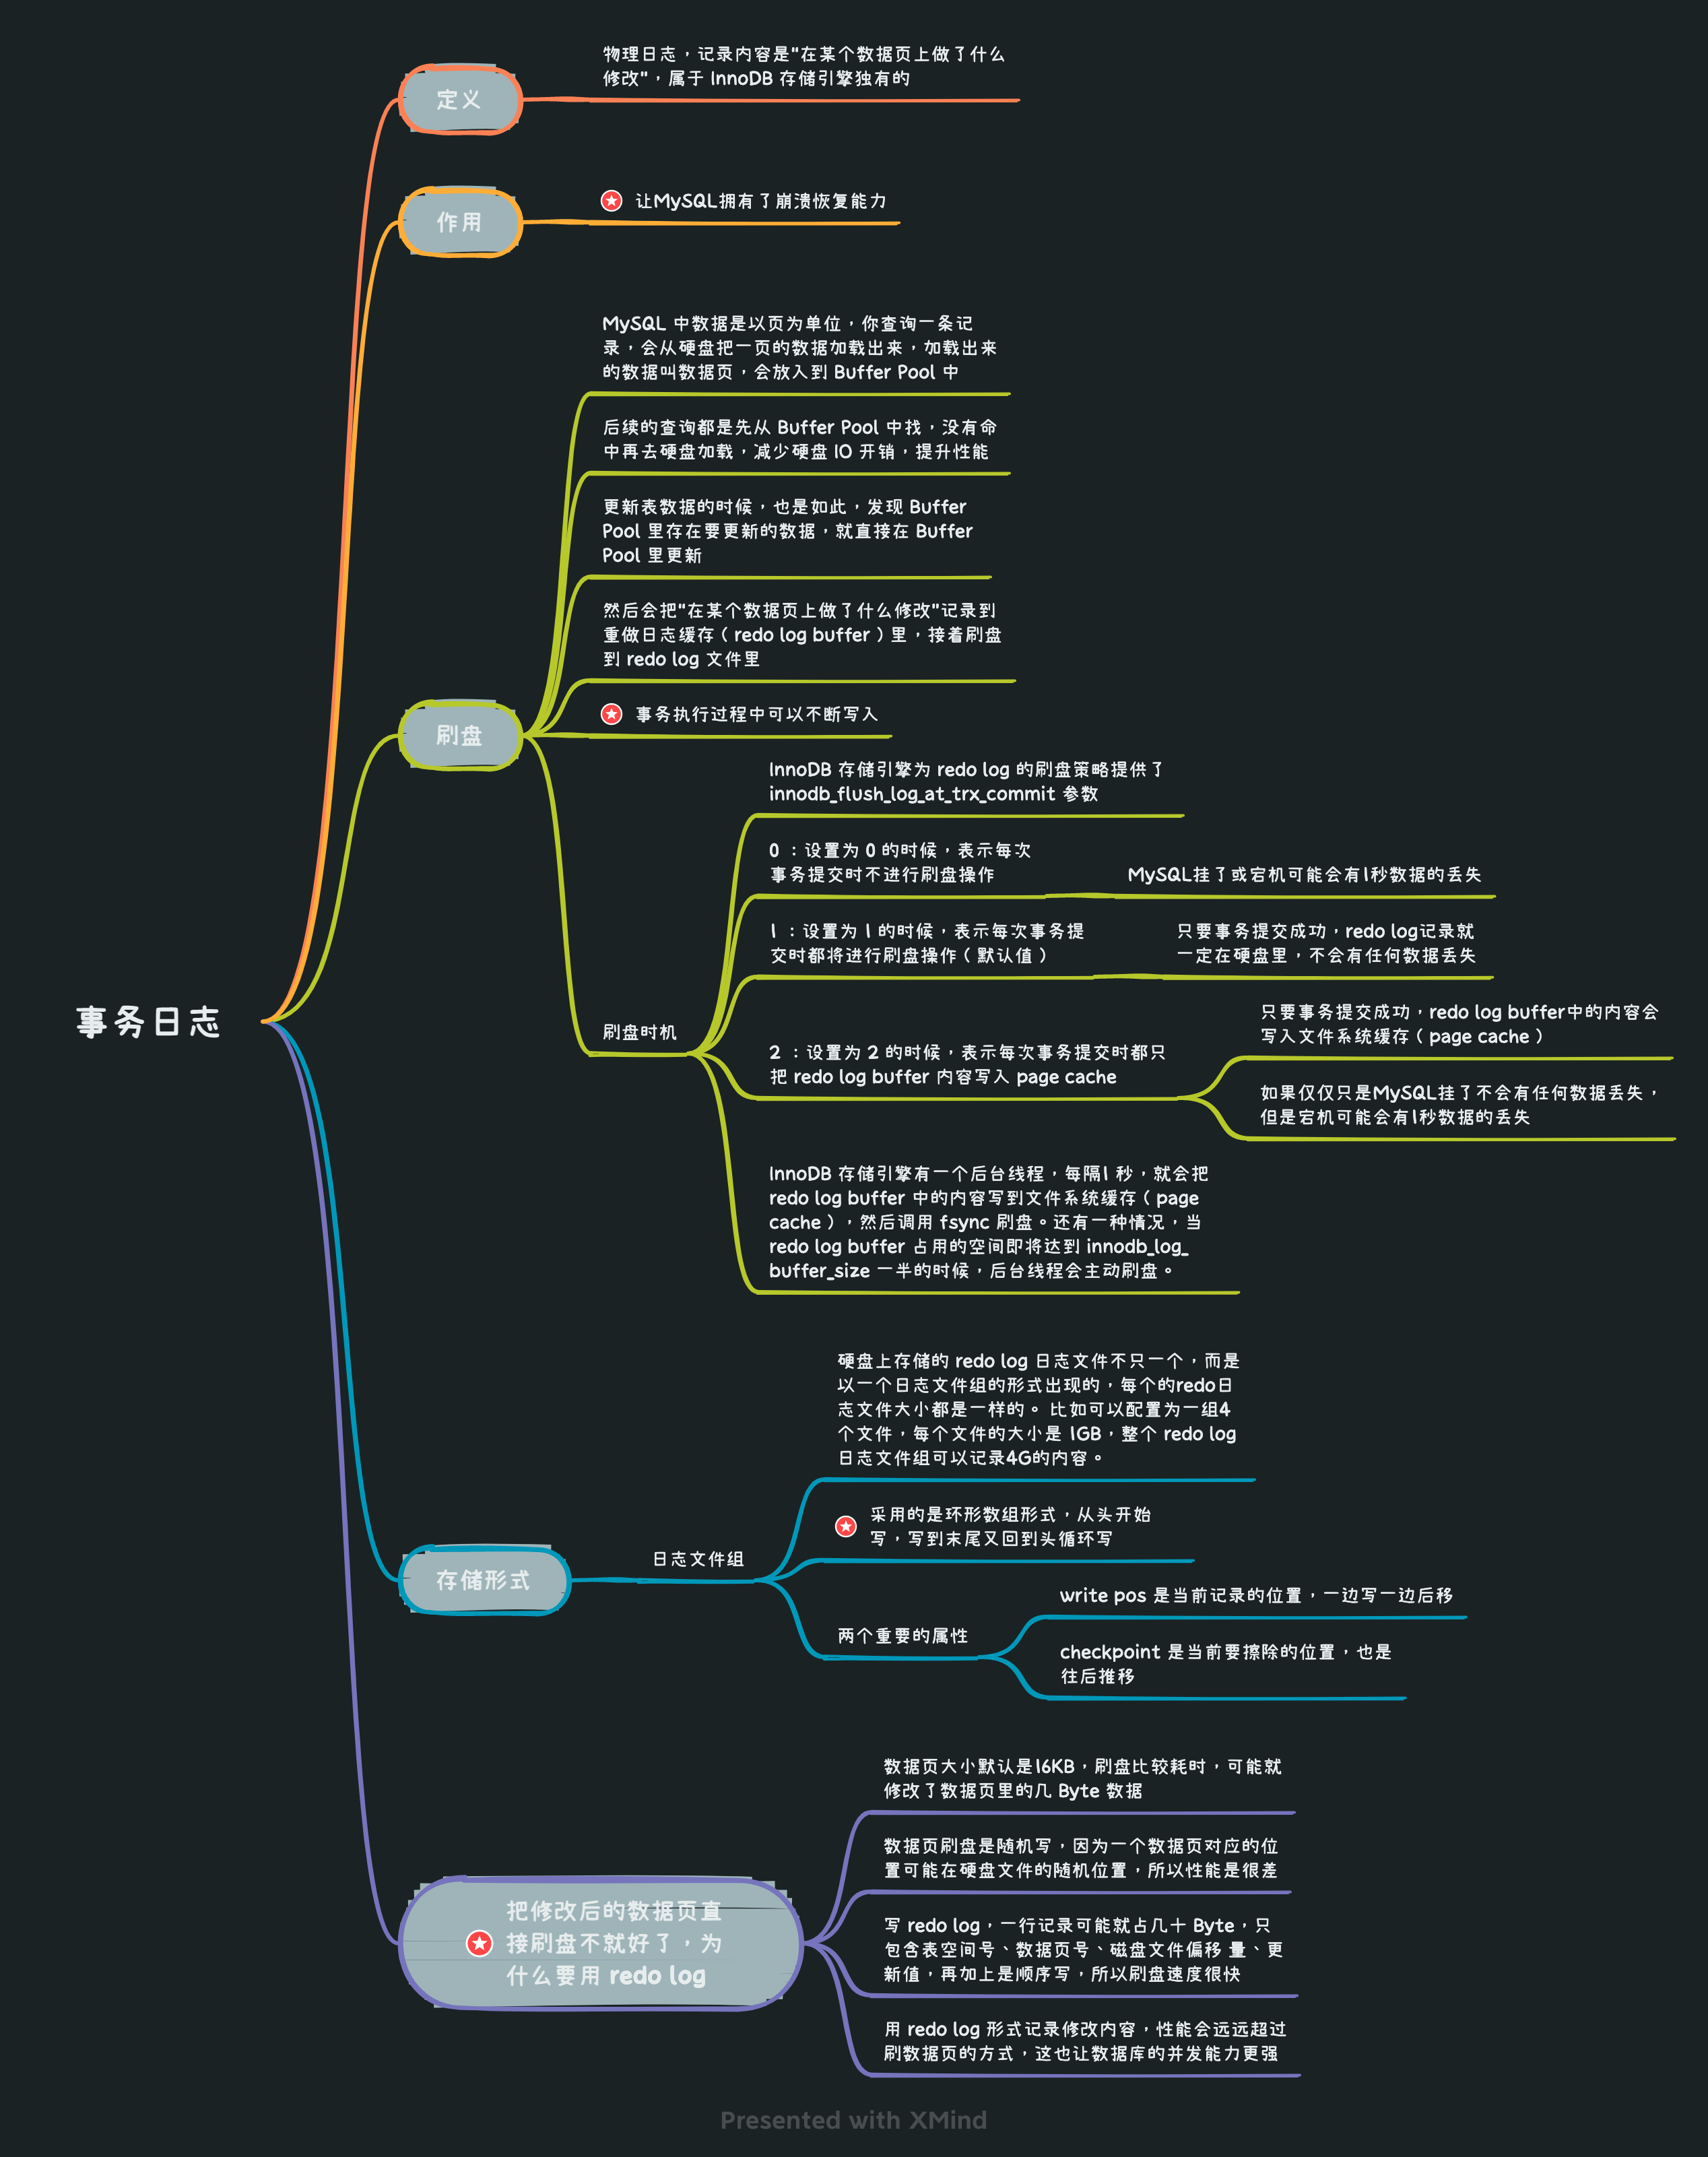 物理日志，记录内容是"在某个数据页上做了什么
修改"，属于 InnoDB 存储引擎独有的
定义
作用
让MySQL拥有了崩溃恢复能力
MySQL 中数据是以页为单位，你查询一条记
录，会从硬盘把一页的数据加载出来，加载出来
的数据叫数据页，会放入到 Buffer Pool 中
后续的查询都是先从 Buffer Pool 中找，没有命
中再去硬盘加载，减少硬盘 IO 开销，提升性能
更新表数据的时候，也是如此，发现 Buffer
Pool 里存在要更新的数据，就直接在 Buffer
Pool 里更新
然后会把"在某个数据页上做了什么修改"记录到
重做日志缓存（redo log buffer）里，接着刷盘
到 redo log 文件里
刷盘
事务执行过程中可以不断写入
刷盘时机
InnoDB 存储引擎为 redo log 的刷盘策略提供了
innodb_flush_log_at_trx_commit 参数
0 ：设置为 0 的时候，表示每次
事务提交时不进行刷盘操作
MySQL挂了或宕机可能会有1秒数据的丢失
1 ：设置为 1 的时候，表示每次事务提
交时都将进行刷盘操作（默认值）
只要事务提交成功，redo log记录就
一定在硬盘里，不会有任何数据丢失
2 ：设置为 2 的时候，表示每次事务提交时都只
把 redo log buffer 内容写入 page cache
只要事务提交成功，redo log buffer中的内容会
写入文件系统缓存（page cache）
如果仅仅只是MySQL挂了不会有任何数据丢失，
但是宕机可能会有1秒数据的丢失
InnoDB 存储引擎有一个后台线程，每隔1 秒，就会把
redo log buffer 中的内容写到文件系统缓存（page
cache），然后调用 fsync 刷盘。还有一种情况，当
redo log buffer 占用的空间即将达到 innodb_log_
buffer_size 一半的时候，后台线程会主动刷盘。
事务日志
存储形式
日志文件组
硬盘上存储的 redo log 日志文件不只一个，而是
以一个日志文件组的形式出现的，每个的redo日
志文件大小都是一样的。 比如可以配置为一组4
个文件，每个文件的大小是 1GB，整个 redo log
日志文件组可以记录4G的内容。
采用的是环形数组形式，从头开始
写，写到末尾又回到头循环写
两个重要的属性
write pos 是当前记录的位置，一边写一边后移
checkpoint 是当前要擦除的位置，也是
往后推移
把修改后的数据页直
接刷盘不就好了，为
什么要用 redo log
数据页大小默认是16KB，刷盘比较耗时，可能就
修改了数据页里的几 Byte 数据
数据页刷盘是随机写，因为一个数据页对应的位
置可能在硬盘文件的随机位置，所以性能是很差
写 redo log，一行记录可能就占几十 Byte，只
包含表空间号、数据页号、磁盘文件偏移 量、更
新值，再加上是顺序写，所以刷盘速度很快
用 redo log 形式记录修改内容，性能会远远超过
刷数据页的方式，这也让数据库的并发能力更强
Presented with XMind